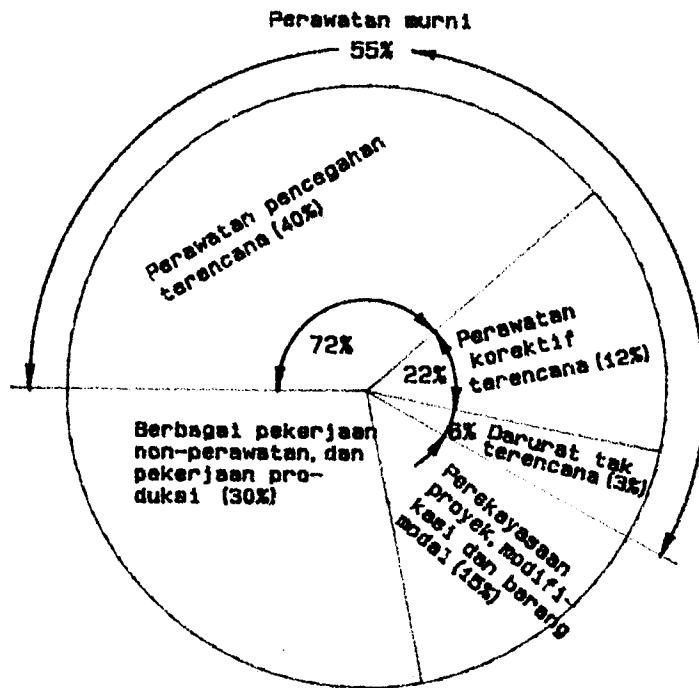 Perawatan murni
55%
Perawatan pencegahan
terencana (40%)
72%
Perawatan
korektif
terencana (12%)
22%
6% Darurat tak
terencana (3%)
Berbagai pekerjaan
non-perawatan, dan
pekerjaan pro-
duksi (30%)
Perekayasaan
proyek, modifi-
kasi dan barang
modal (15%)